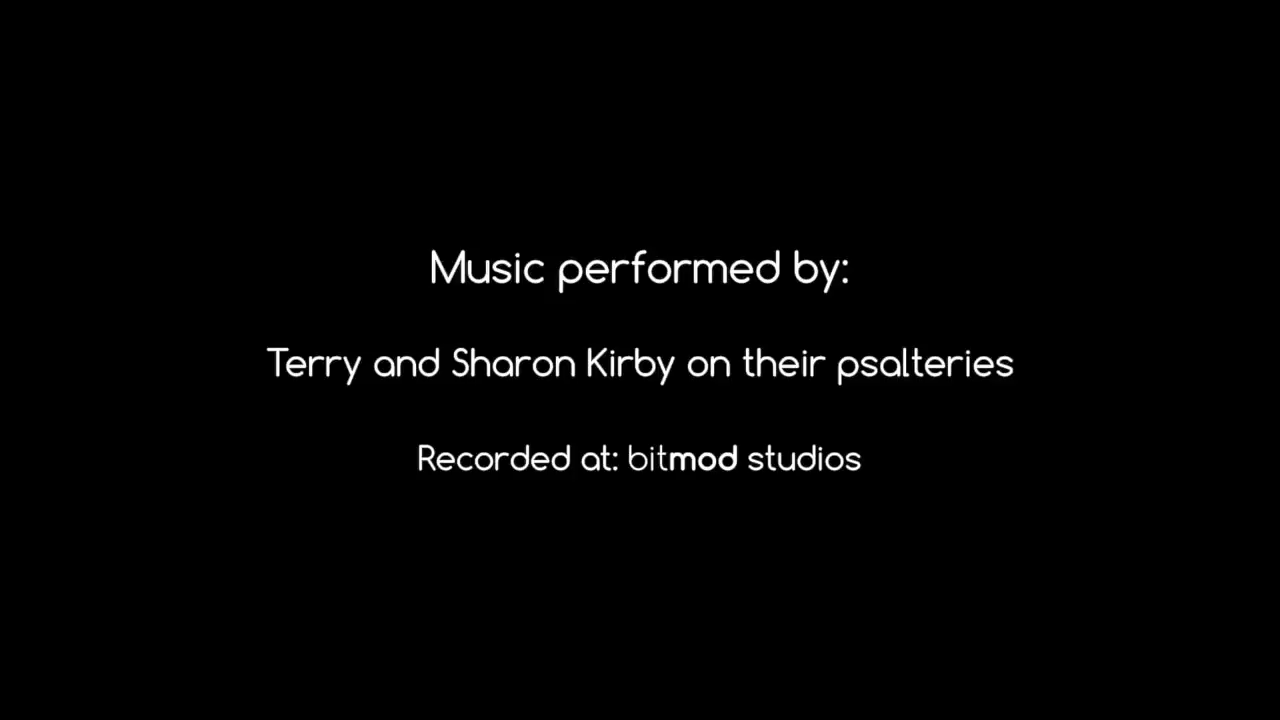 Music performed by:
Terry and Sharon Kirby on their psalteries
Recorded at: bitmod studios